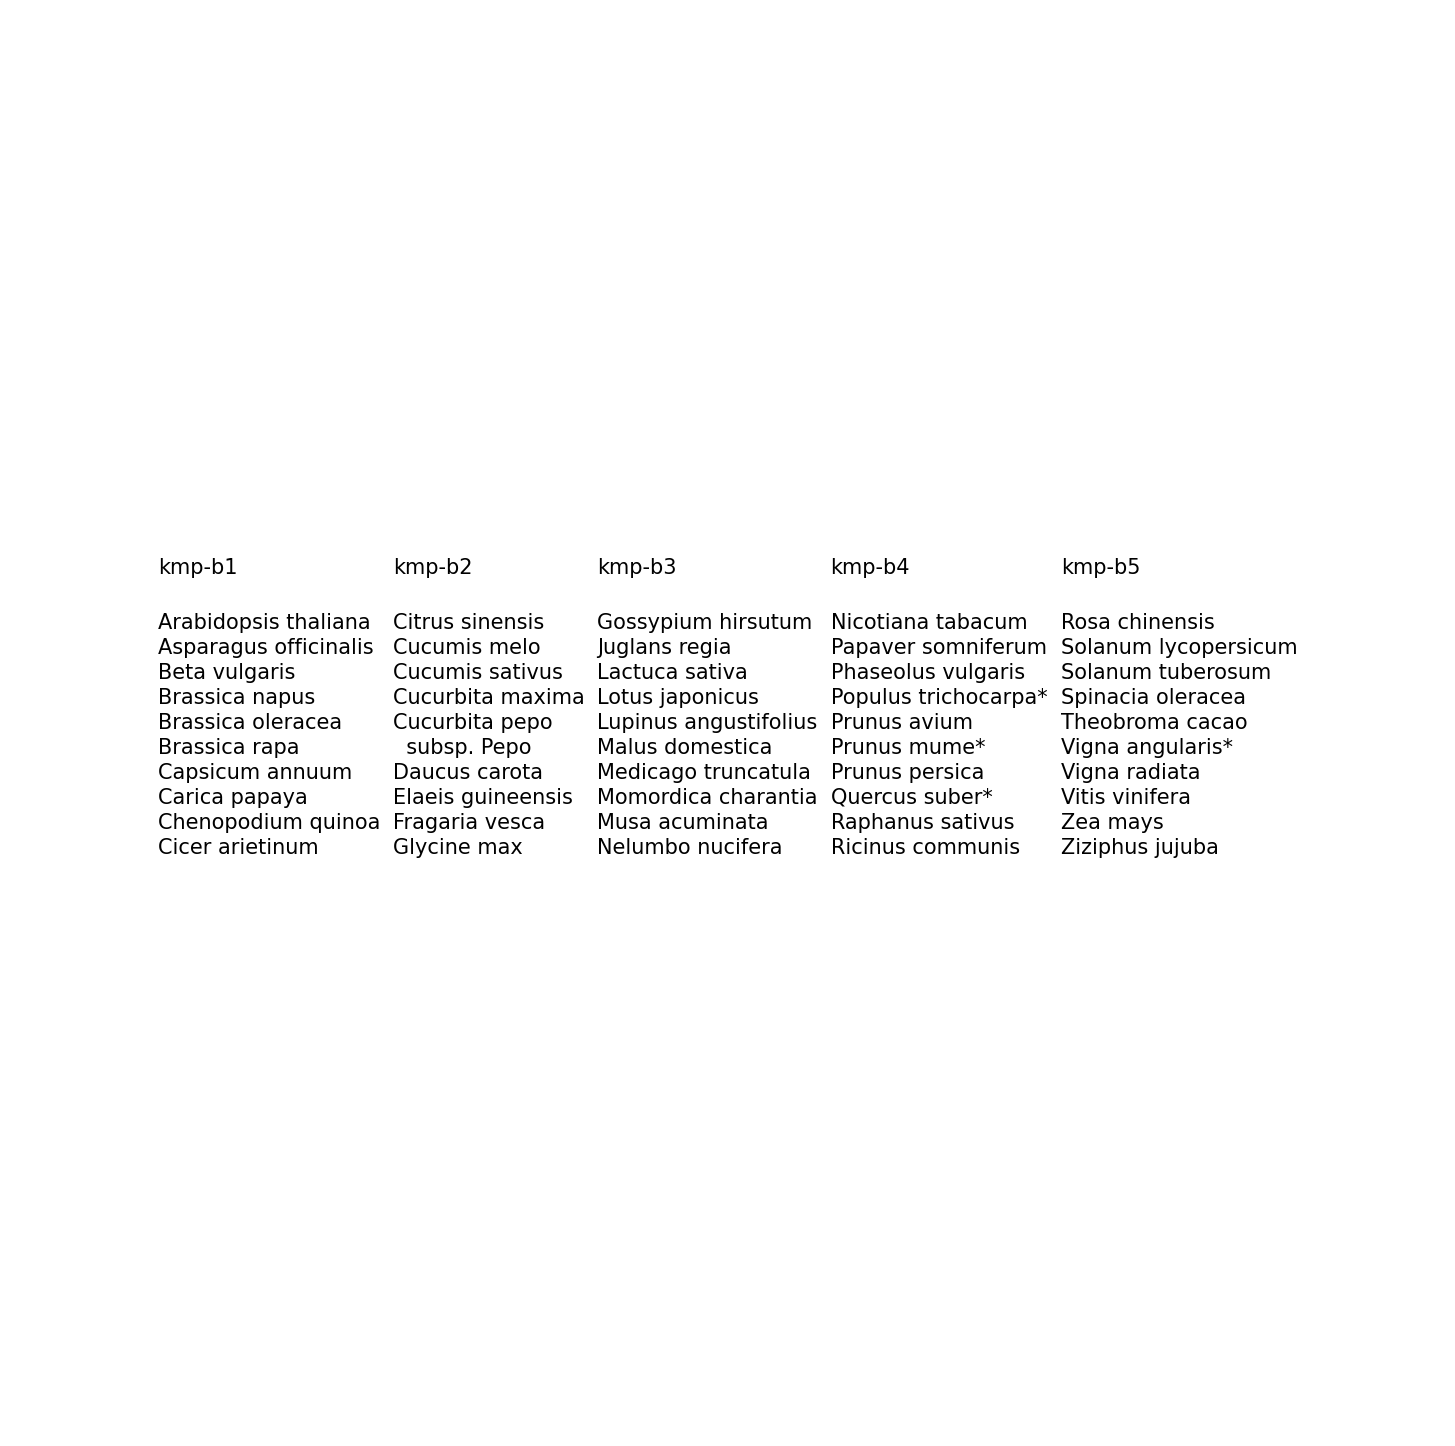 kmp-b1
Arabidopsis thaliana
Asparagus officinalis
Beta vulgaris
Brassica napus
Brassica oleracea
Brassica rapa
Capsicum annuum
Carica papaya
Chenopodium quinoa
Cicer arietinum
kmp-b2
Citrus sinensis
Cucumis melo
Cucumis sativus
Cucurbita maxima
Cucurbita pepo
subsp. Pepo
Daucus carota
Elaeis guineensis
Fragaria vesca
Glycine max
kmp-b3
Gossypium hirsutum
Juglans regia
Lactuca sativa
Lotus japonicus
Lupinus angustifolius
Malus domestica
Medicago truncatula
Momordica charantia
Musa acuminata
Nelumbo nucifera
kmp-b4
Nicotiana tabacum
Papaver somniferum
Phaseolus vulgaris
Populus trichocarpa*
Prunus avium
Prunus mume*
Prunus persica
Quercus suber*
Raphanus sativus
Ricinus communis
kmp-b5
Rosa chinensis
Solanum lycopersicum
Solanum tuberosum
Spinacia oleracea
Theobroma cacao
Vigna angularis*
Vigna radiata
Vitis vinifera
Zea mays
Ziziphus jujuba